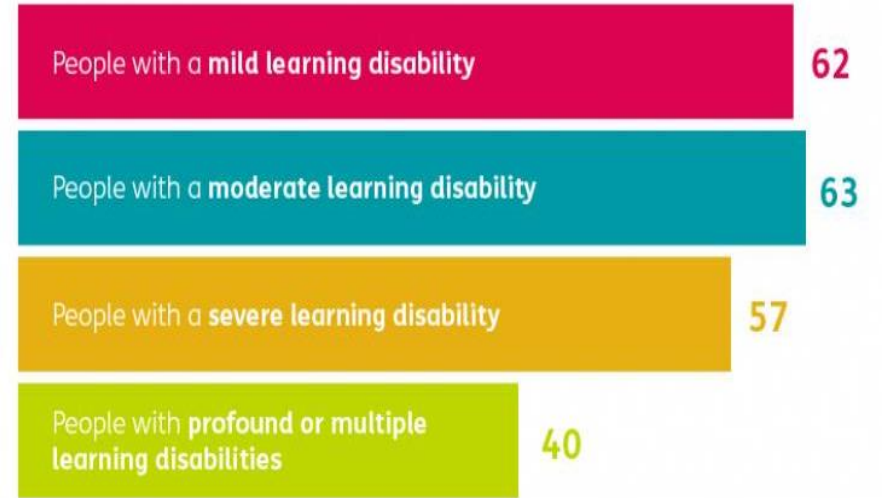 People with a mild learning disability 62
People with a moderate learning disability 63
People with a severe learning disability 57
People with profound or multiple
learning disabilities 40